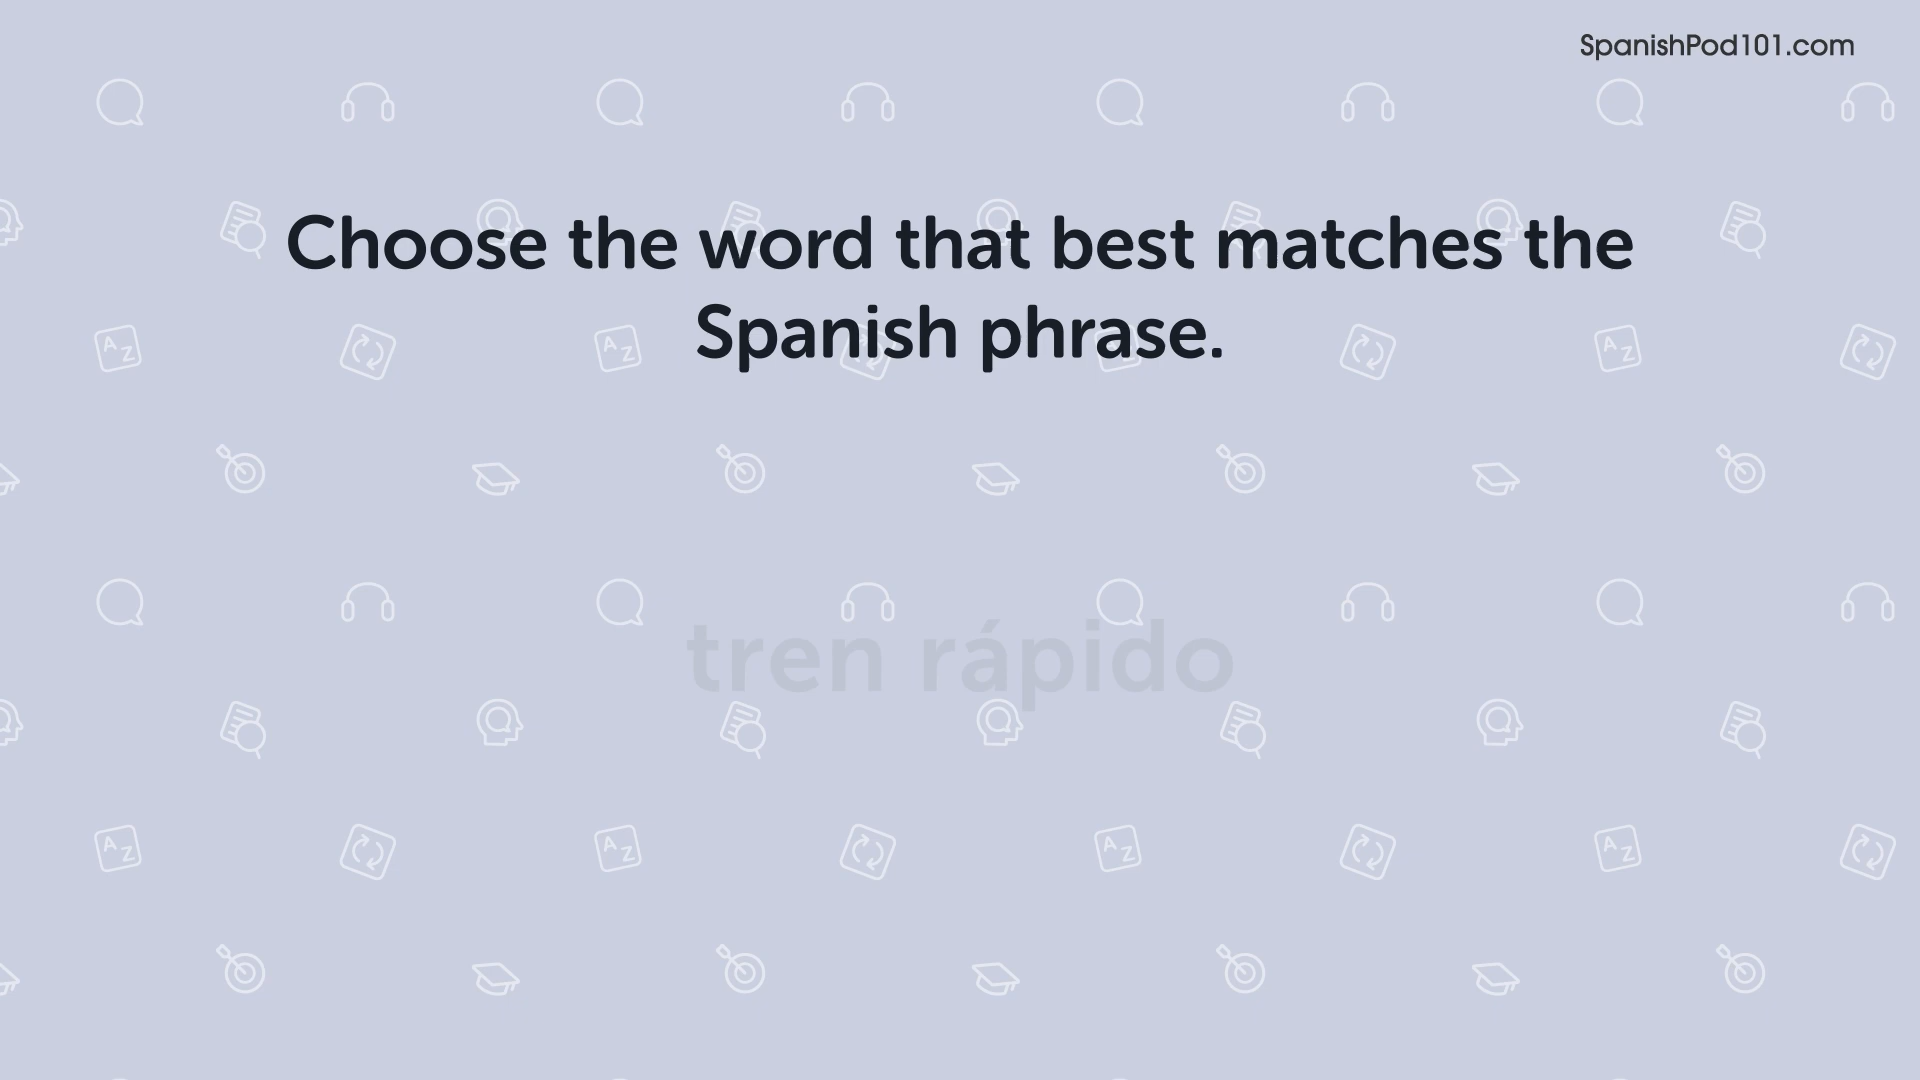 SpanishPod101.com
Choose the word that best matches the
Spanish phrase.
tren rápido